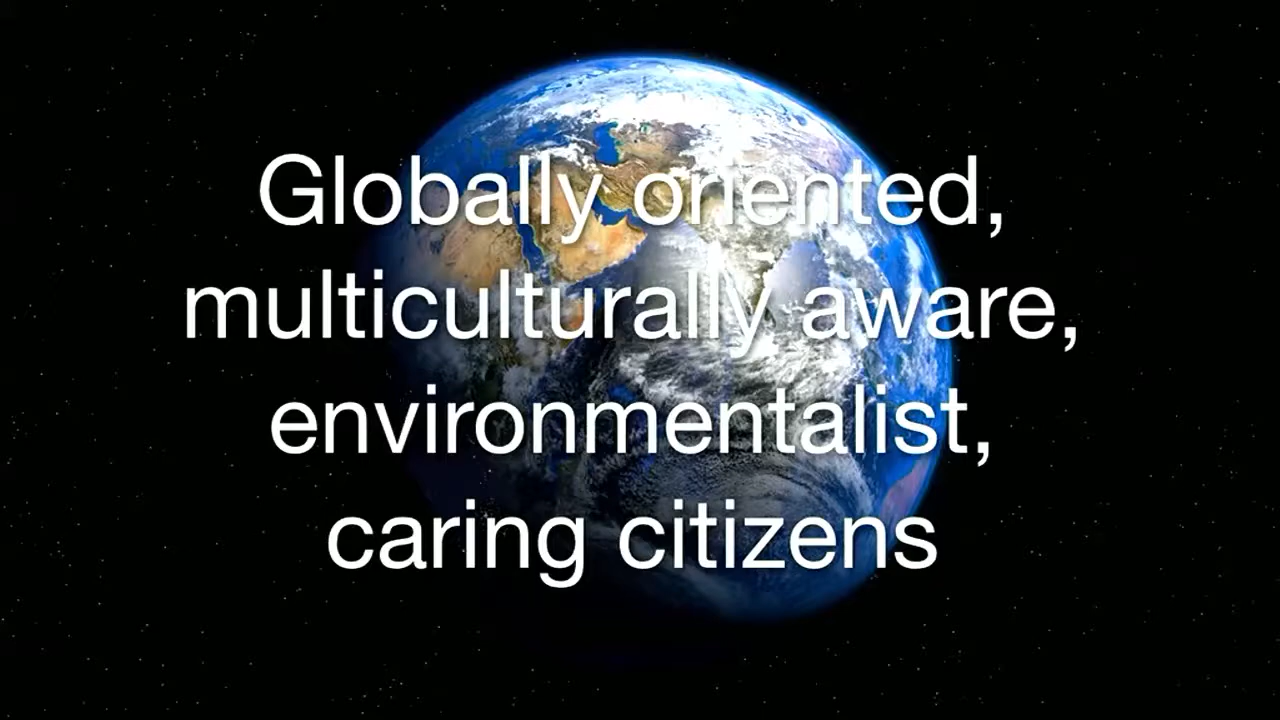 Globally oriented,
multiculturally aware,
environmentalist,
caring citizens